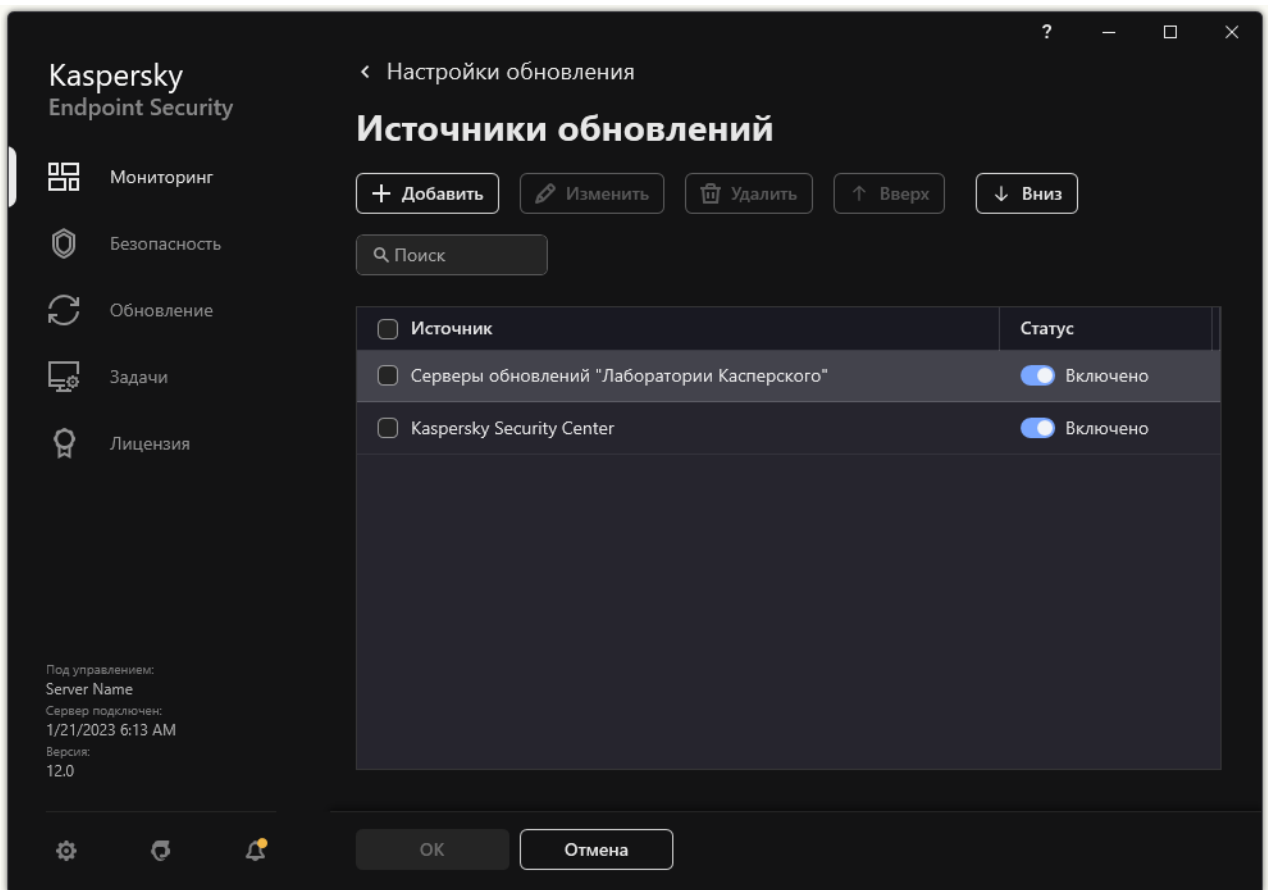 ?
Kaspersky
Endpoint Security
Мониторинг
Безопасность
Обновление
Задачи
Лицензия
Под управлением:
Server Name
Сервер подключен:
1/21/2023 6:13 AM
Версия:
12.0
Настройки обновления
Источники обновлений
Добавить Изменить Удалить Вверх Вниз
Поиск
Источник Статус
Серверы обновлений "Лаборатории Касперского" Включено
Kaspersky Security Center Включено
ОК Отмена